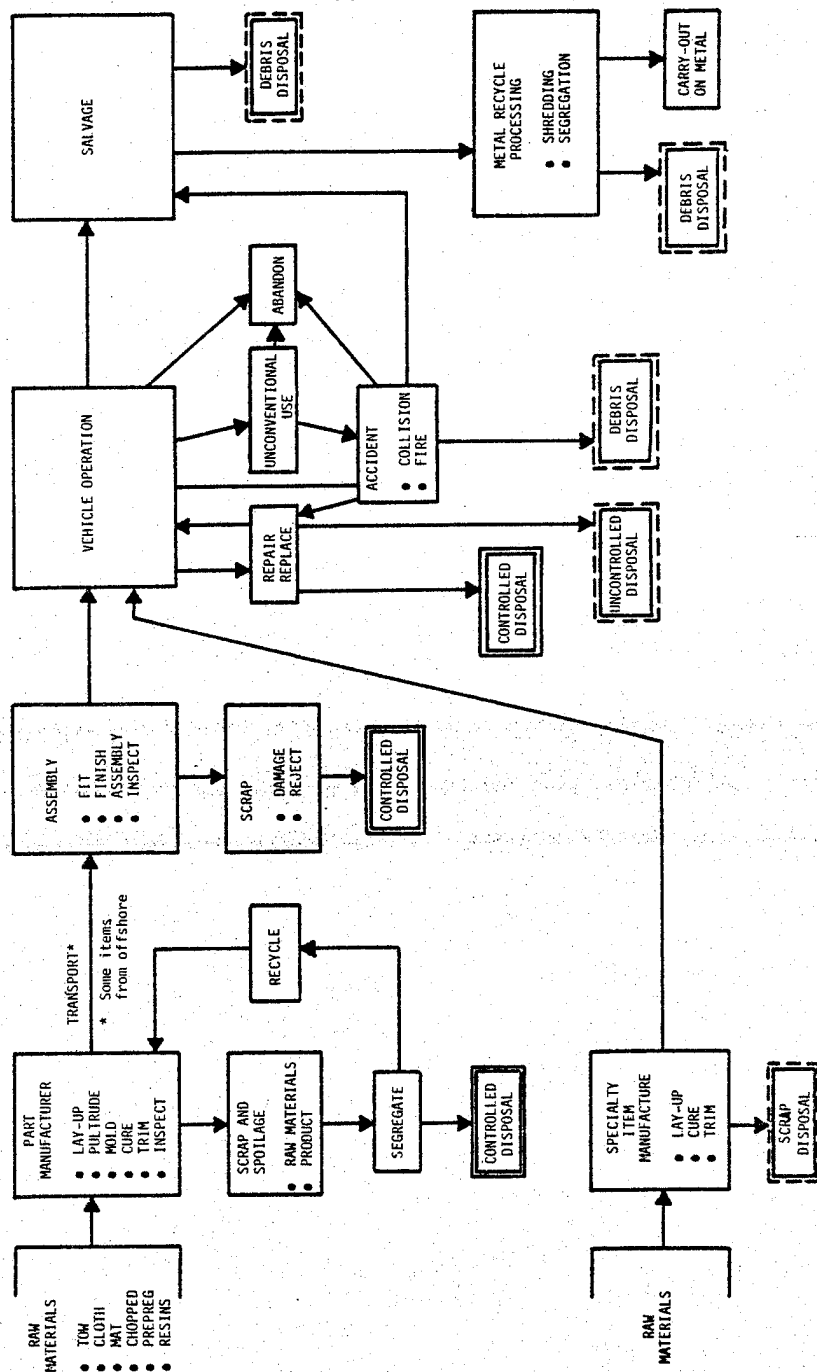 RAW
MATERIALS
• TOW
• CLOTH
• MAT
• CHOPPED
• PREPREG
• RESINS
PART
MANUFACTURER
• LAY-UP
• PULTRUDE
• MOLD
• CURE
• TRIM
• INSPECT
TRANSPORT*
* Some items
from offshore
ASSEMBLY
• FIT
• FINISH
• ASSEMBLY
• INSPECT
VEHICLE OPERATION
SALVAGE
SCRAP AND
SPOILAGE
• RAW MATERIALS
• PRODUCT
RECYCLE
SEGREGATE
CONTROLLED
DISPOSAL
SCRAP
• DAMAGE
• REJECT
CONTROLLED
DISPOSAL
REPAIR
REPLACE
UNCONVENTIONAL
USE
ABANDON
ACCIDENT
• COLLISION
• FIRE
CONTROLLED
DISPOSAL
UNCONTROLLED
DISPOSAL
DEBRIS
DISPOSAL
DEBRIS
DISPOSAL
METAL RECYCLE
PROCESSING
• SHREDDING
• SEGREGATION
DEBRIS
DISPOSAL
CARRY-OUT
ON METAL
RAW
MATERIALS
SPECIALTY
ITEM
MANUFACTURE
• LAY-UP
• CURE
• TRIM
SCRAP
DISPOSAL